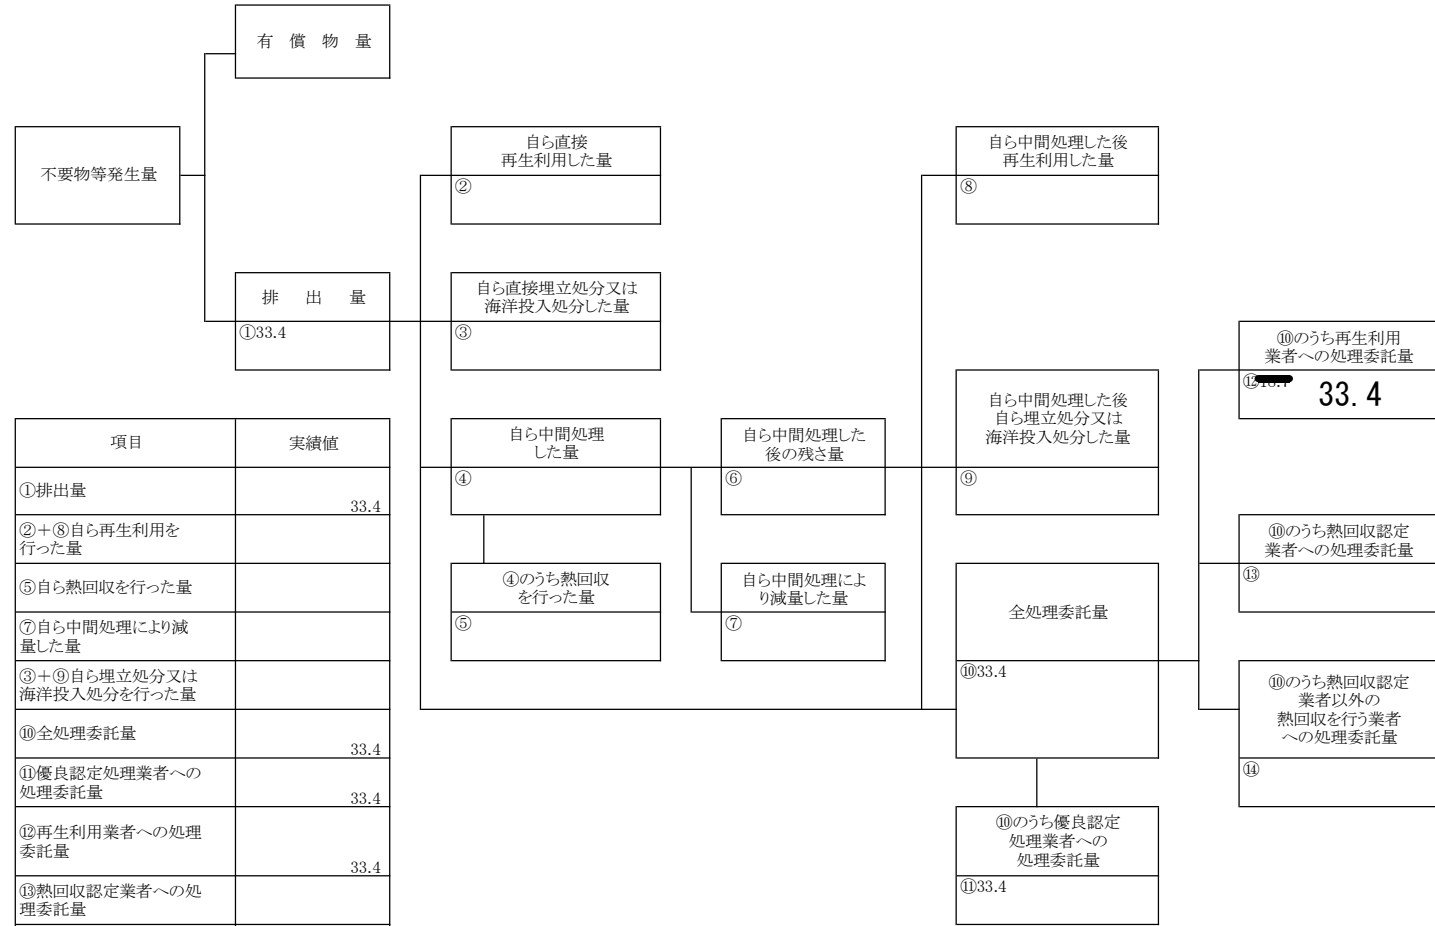 有 償 物 量
不要物等発生量
自ら直接
再生利用した量
②
自ら中間処理した後
再生利用した量
⑧
排 出 量
①33.4
自ら直接埋立処分又は
海洋投入処分した量
③
⑩のうち再生利用
業者への処理委託量
⑫
33.4
自ら中間処理した後
自ら埋立処分又は
海洋投入処分した量
⑨
自ら中間処理
した量
④
自ら中間処理した
後の残さ量
⑥
⑩のうち熱回収認定
業者への処理委託量
⑬
④のうち熱回収
を行った量
⑤
自ら中間処理によ
り減量した量
⑦
全処理委託量
⑩33.4
⑩のうち熱回収認定
業者以外の
熱回収を行う業者
への処理委託量
⑭
⑩のうち優良認定
処理業者への
処理委託量
⑪33.4
項目
実績値
①排出量
33.4
②+⑧自ら再生利用を
行った量
⑤自ら熱回収を行った量
⑦自ら中間処理により減
量した量
③+⑨自ら埋立処分又は
海洋投入処分を行った量
⑩全処理委託量
33.4
⑪優良認定処理業者への
処理委託量
33.4
⑫再生利用業者への処理
委託量
33.4
⑬熱回収認定業者への処
理委託量